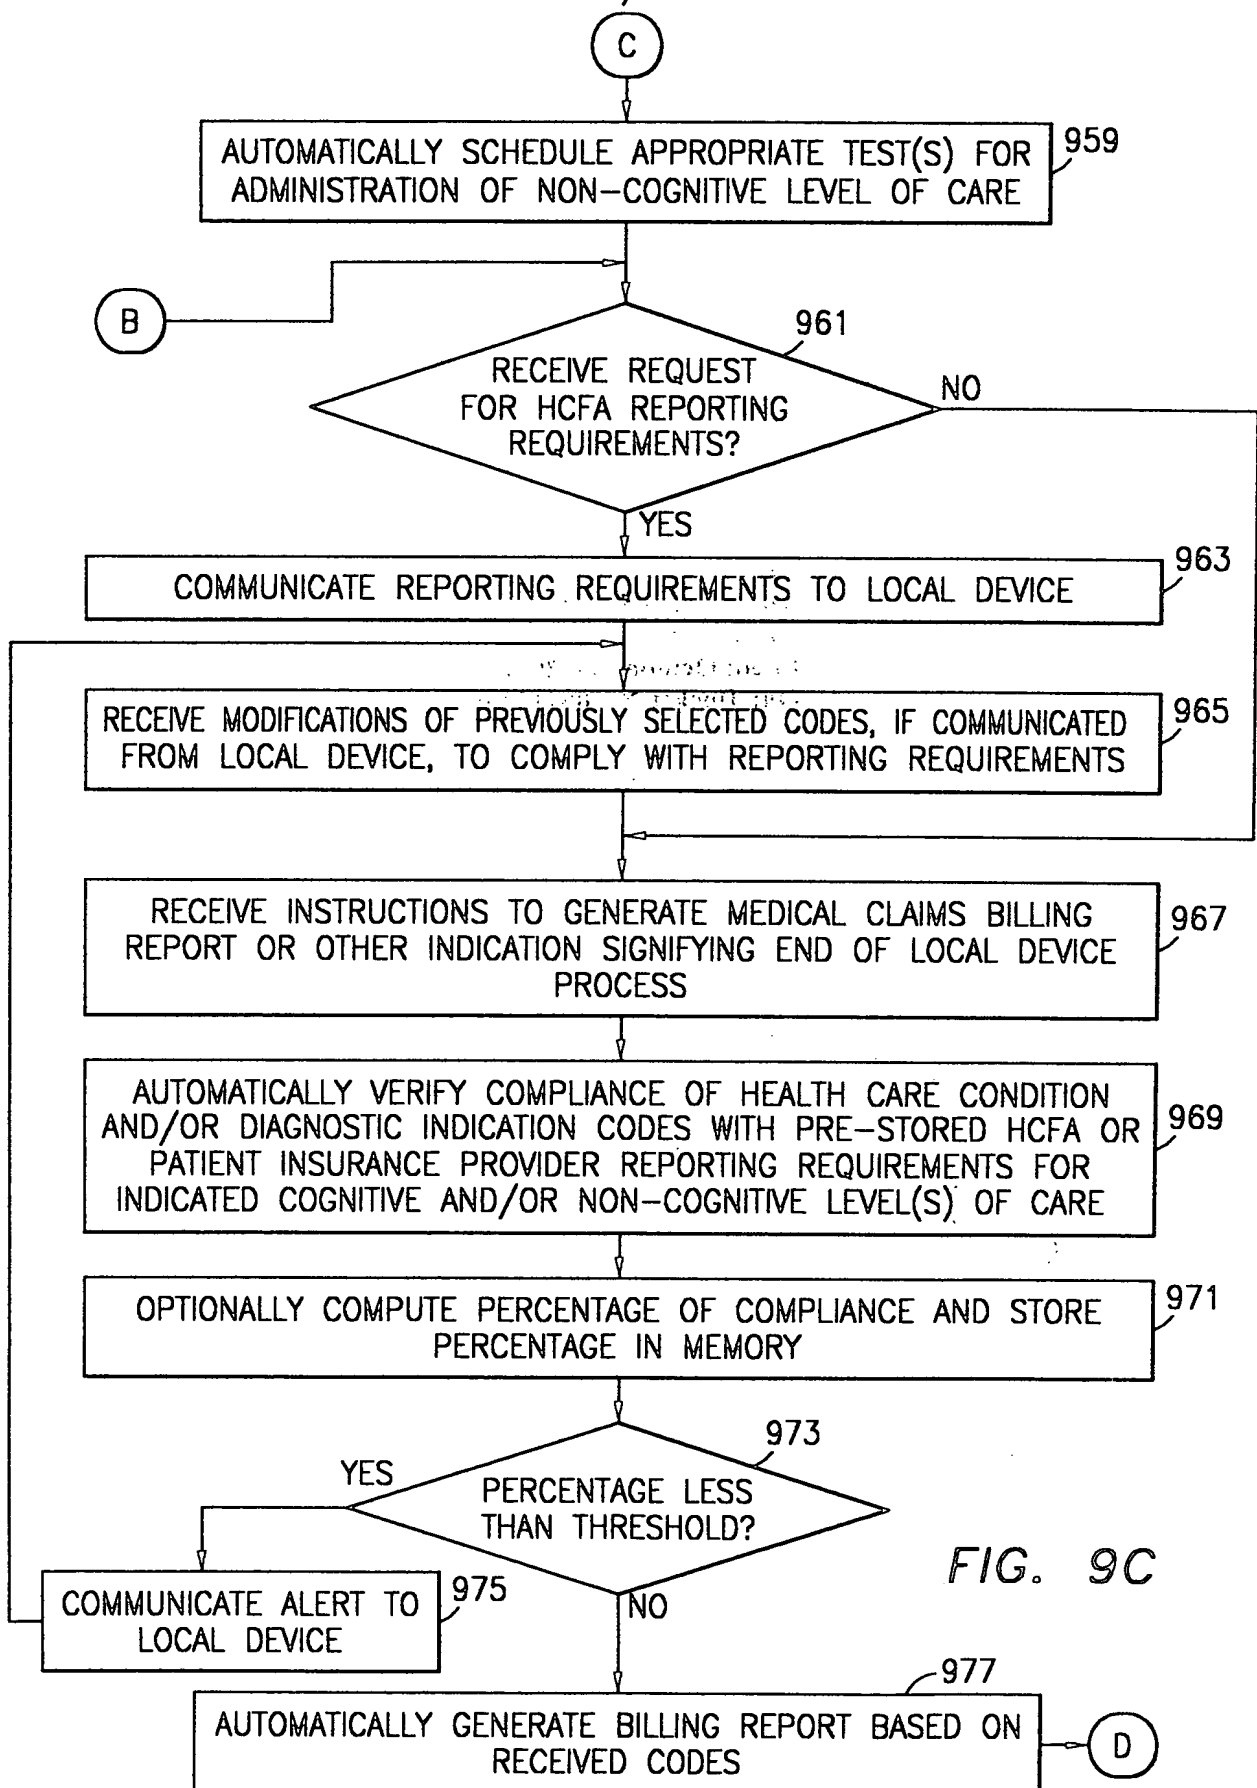 C
AUTOMATICALLY SCHEDULE APPROPRIATE TEST(S) FOR
ADMINISTRATION OF NON-COGNITIVE LEVEL OF CARE
959
B
961
RECEIVE REQUEST
FOR HCFA REPORTING
REQUIREMENTS?
NO
YES
COMMUNICATE REPORTING REQUIREMENTS TO LOCAL DEVICE
963
RECEIVE MODIFICATIONS OF PREVIOUSLY SELECTED CODES, IF COMMUNICATED
FROM LOCAL DEVICE, TO COMPLY WITH REPORTING REQUIREMENTS
965
RECEIVE INSTRUCTIONS TO GENERATE MEDICAL CLAIMS BILLING
REPORT OR OTHER INDICATION SIGNIFYING END OF LOCAL DEVICE
PROCESS
967
AUTOMATICALLY VERIFY COMPLIANCE OF HEALTH CARE CONDITION
AND/OR DIAGNOSTIC INDICATION CODES WITH PRE-STORED HCFA OR
PATIENT INSURANCE PROVIDER REPORTING REQUIREMENTS FOR
INDICATED COGNITIVE AND/OR NON-COGNITIVE LEVEL(S) OF CARE
969
OPTIONALLY COMPUTE PERCENTAGE OF COMPLIANCE AND STORE
PERCENTAGE IN MEMORY
971
973
YES
PERCENTAGE LESS
THAN THRESHOLD?
NO
COMMUNICATE ALERT TO
LOCAL DEVICE
975
FIG. 9C
977
AUTOMATICALLY GENERATE BILLING REPORT BASED ON
RECEIVED CODES
D